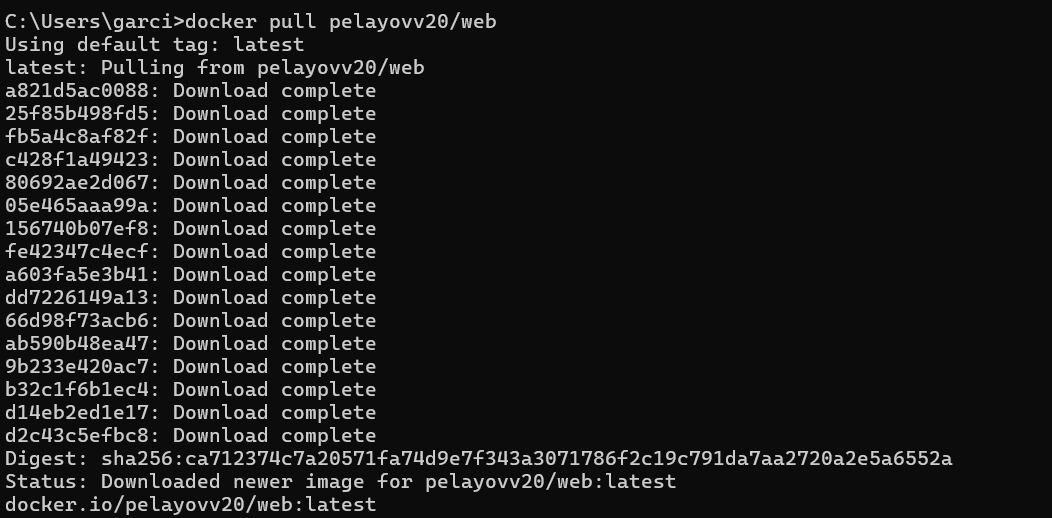 C:\Users\garci>docker pull pelayovv20/web
Using default tag: latest
latest: Pulling from pelayovv20/web
a821d5ac0088: Download complete
25f85b498fd5: Download complete
fb5a4c8af82f: Download complete
c428f1a49423: Download complete
80692ae2d067: Download complete
05e465aaa99a: Download complete
156740b07ef8: Download complete
fe42347c4ecf: Download complete
a603fa5e3b41: Download complete
dd7226149a13: Download complete
66d98f73acb6: Download complete
ab590b48ea47: Download complete
9b233e420ac7: Download complete
b32c1f6b1ec4: Download complete
d14eb2ed1e17: Download complete
d2c43c5efbc8: Download complete
Digest: sha256:ca712374c7a20571fa74d9e7f343a3071786f2c19c791da7aa2720a2e5a6552a
Status: Downloaded newer image for pelayovv20/web:latest
docker.io/pelayovv20/web:latest